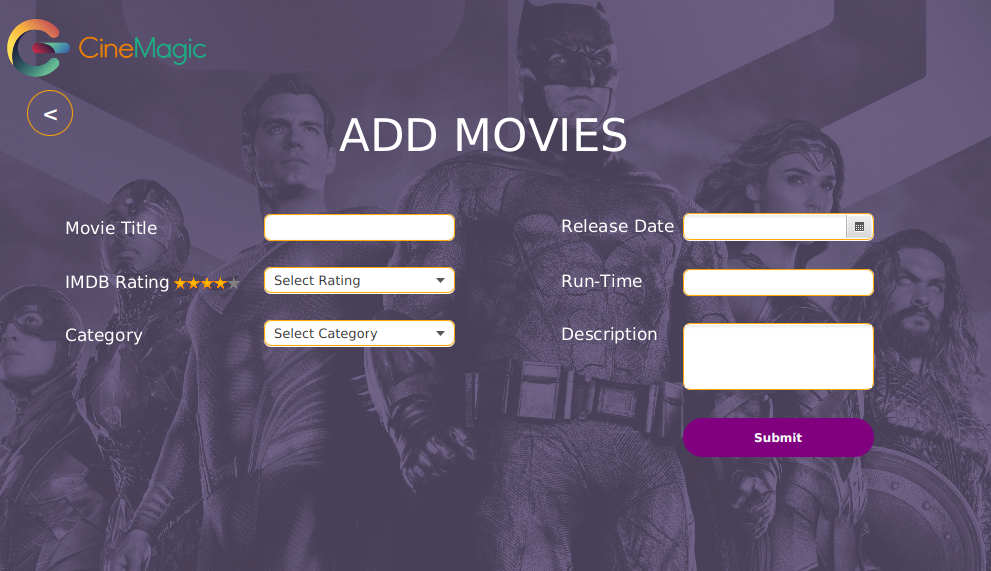 CineMagic
<
ADD MOVIES
Movie Title
Release Date
IMDB Rating
Select Rating
Run-Time
Category
Select Category
Description
Submit